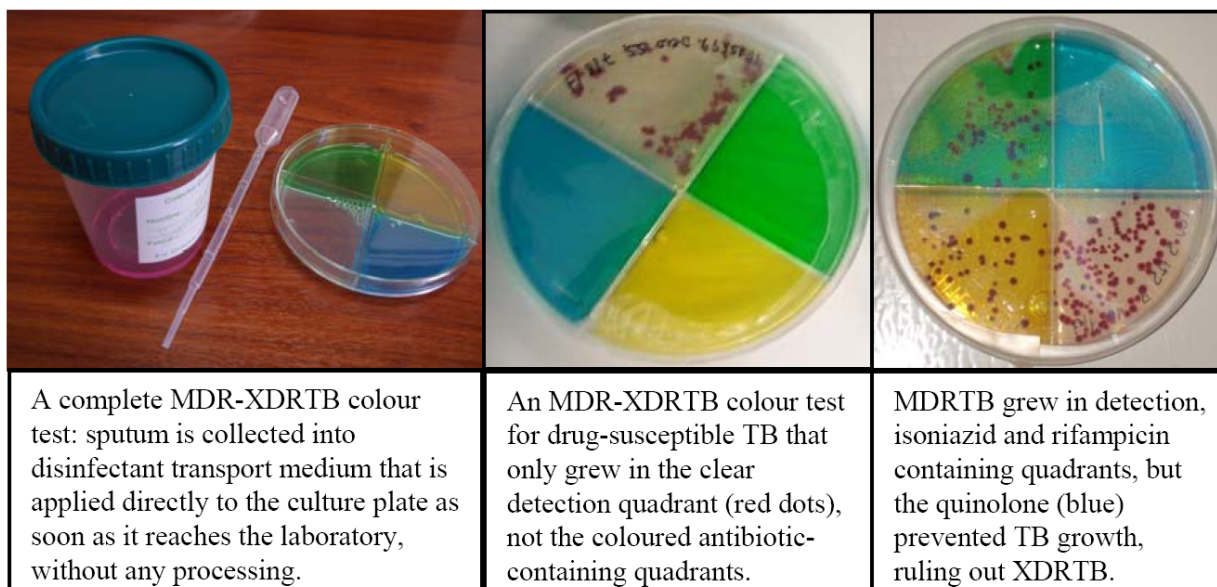 A complete MDR-XDRTB colour
test: sputum is collected into
disinfectant transport medium that is
applied directly to the culture plate as
soon as it reaches the laboratory,
without any processing.
An MDR-XDRTB colour test
for drug-susceptible TB that
only grew in the clear
detection quadrant (red dots),
not the coloured antibiotic-
containing quadrants.
MDRTB grew in detection,
isoniazid and rifampicin
containing quadrants, but
the quinolone (blue)
prevented TB growth,
ruling out XDRTB.